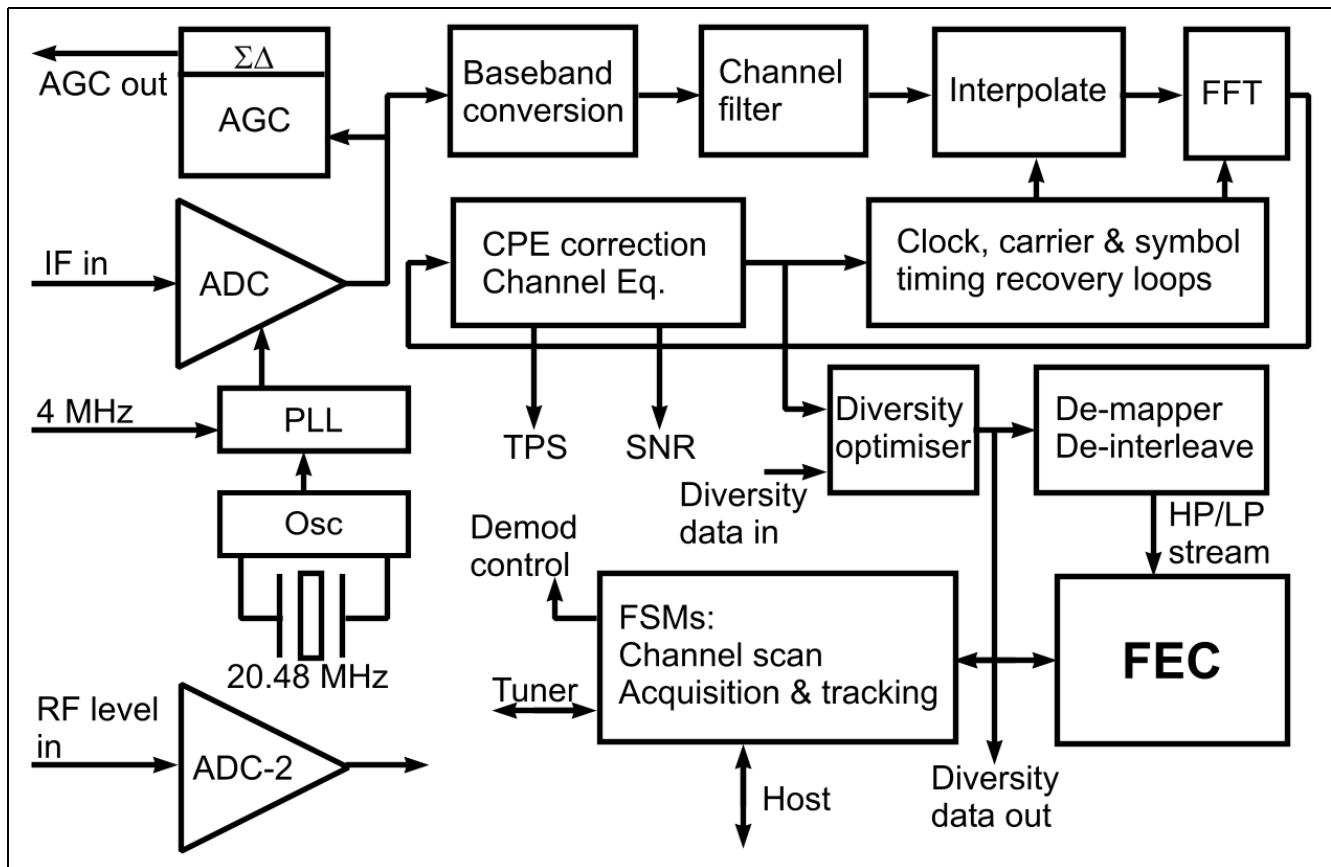 ΣΔ
AGC out
AGC
Baseband
conversion
Channel
filter
Interpolate
FFT
IF in
ADC
CPE correction
Channel Eq.
Clock, carrier & symbol
timing recovery loops
4 MHz
PLL
TPS
SNR
Diversity
optimiser
De-mapper
De-interleave
Diversity
data in
Osc
HP/LP
stream
Demod
control
20.48 MHz
FSMs:
Channel scan
Acquisition & tracking
FEC
Tuner
RF level
in
ADC-2
Host
Diversity
data out